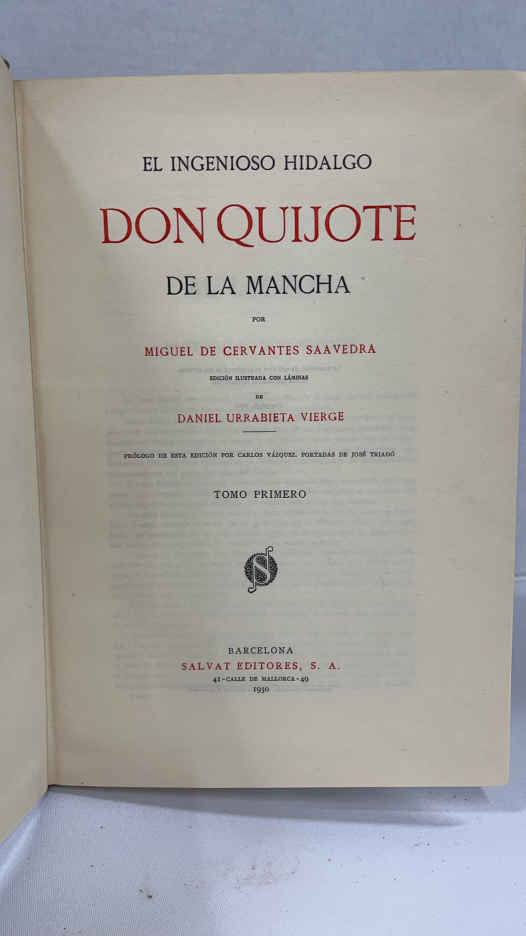 EL INGENIOSO HIDALGO
DON QUIJOTE
DE LA MANCHA
POR
MIGUEL DE CERVANTES SAAVEDRA
EDICIÓN ILUSTRADA CON LÁMINAS
DE
DANIEL URRABIETA VIERGE
PRÓLOGO DE ESTA EDICIÓN POR CARLOS VÁZQUEZ. PORTADAS DE JOSÉ TRIADÓ
TOMO PRIMERO
S
BARCELONA
SALVAT EDITORES, S. A.
41-CALLE DE MALLORCA-49
1930